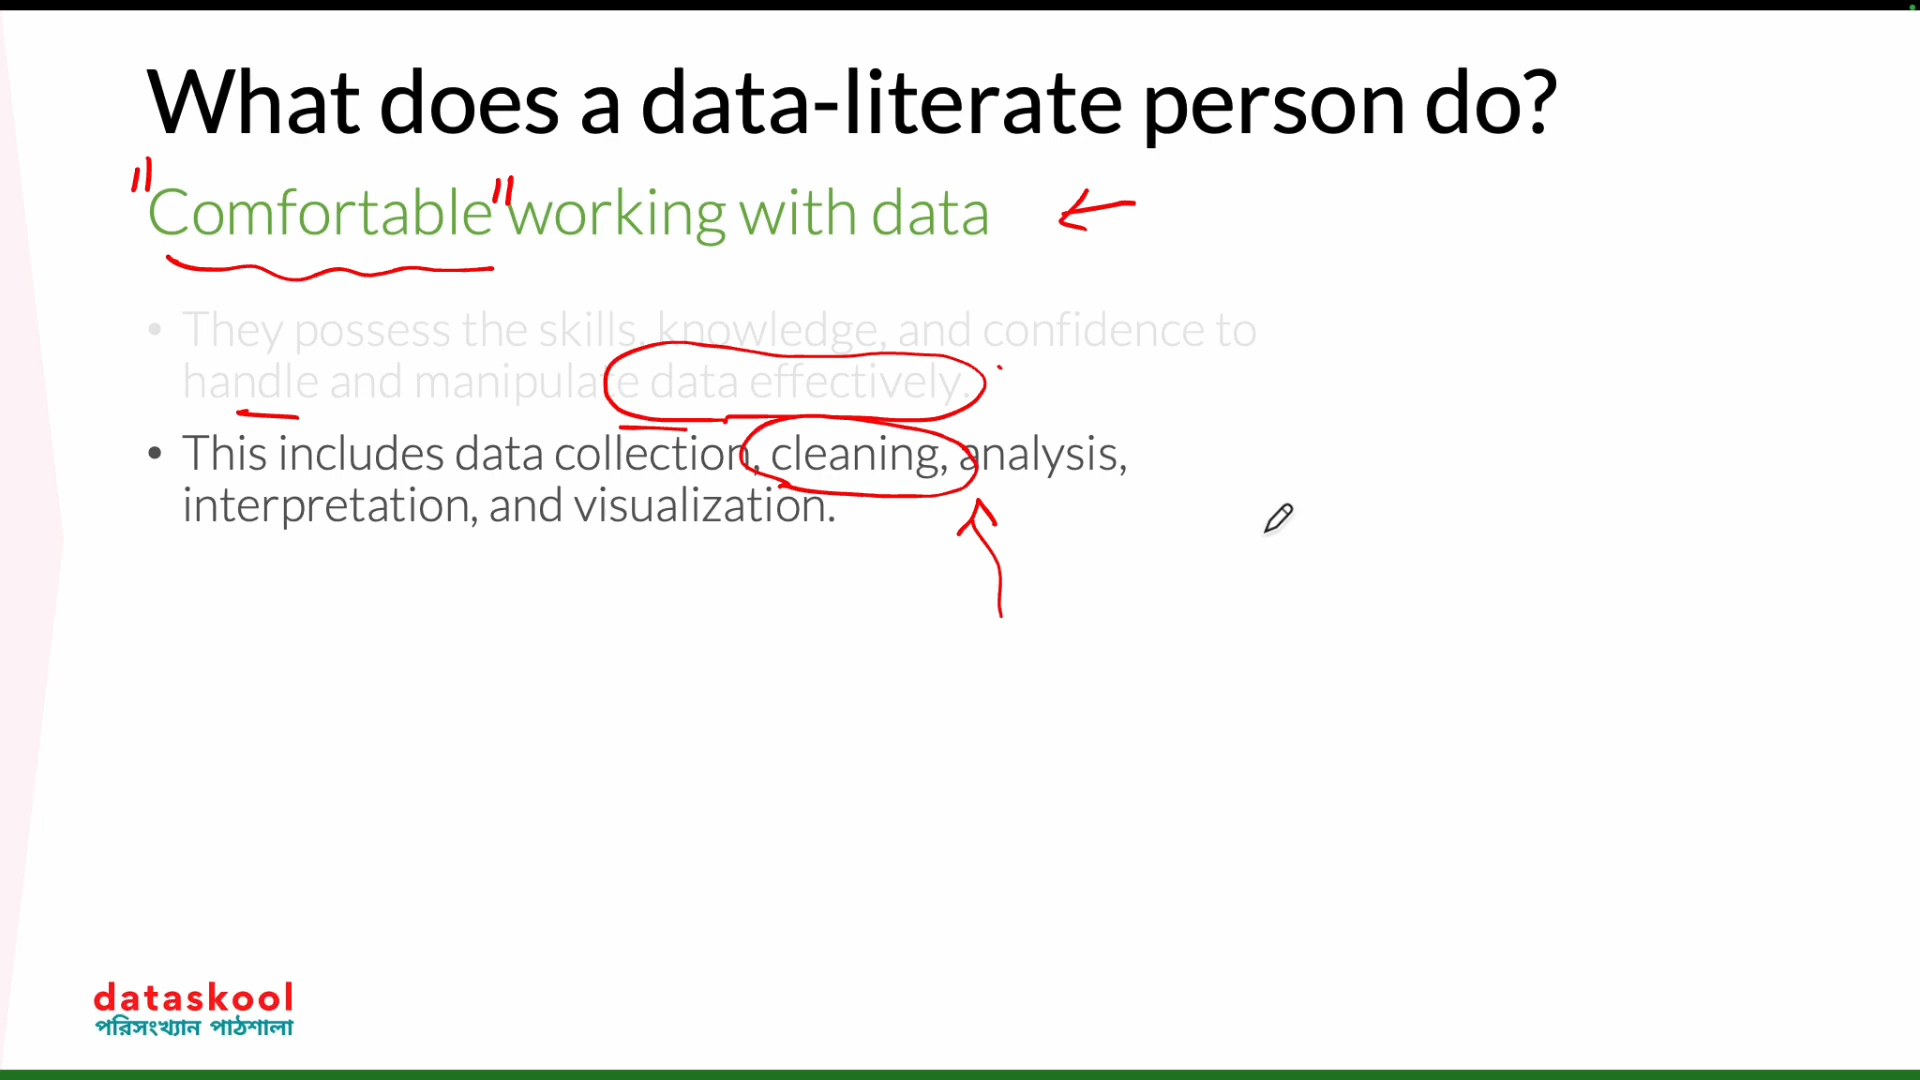 What does a data-literate person do?
"Comfortable" working with data
• They possess the skills, knowledge, and confidence to
handle and manipulate data effectively.
• This includes data collection, cleaning, analysis,
interpretation, and visualization.
dataskool
পরিসংখ্যান পাঠশালা